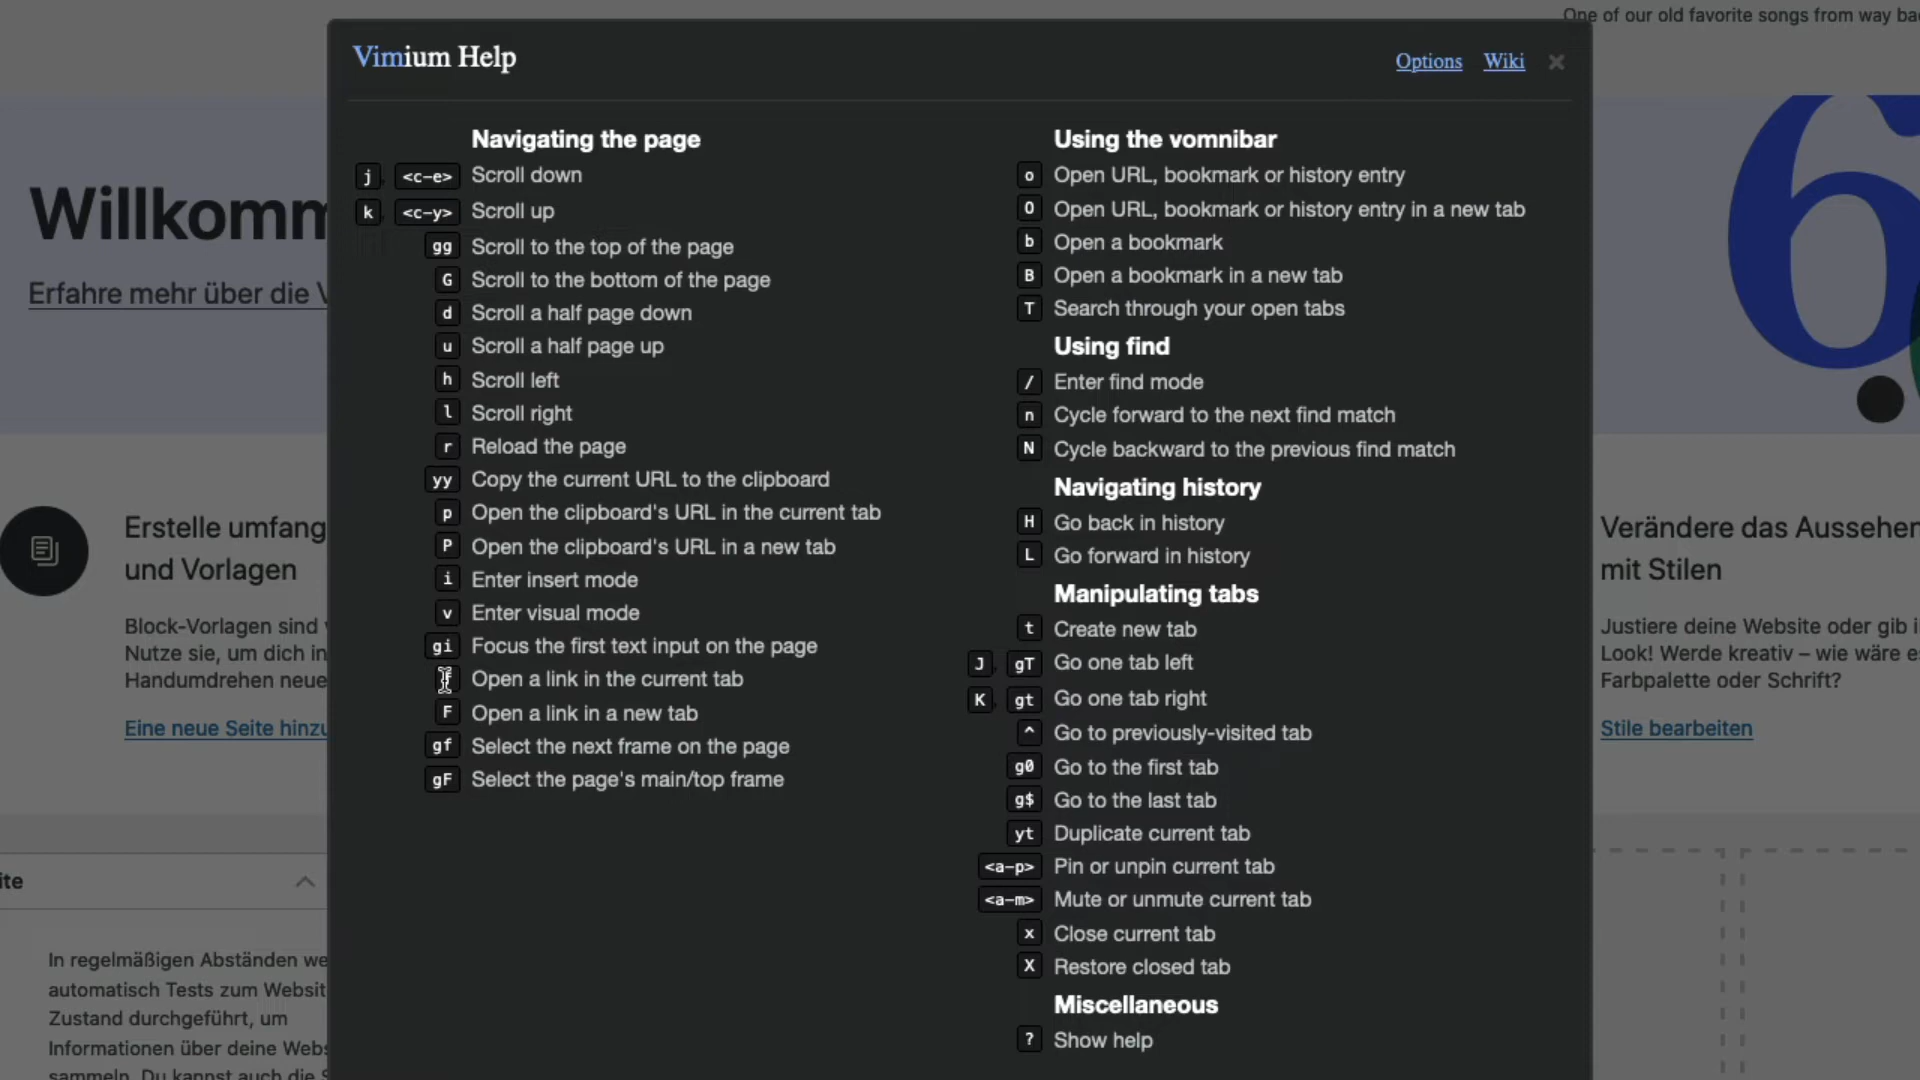 One of our old favorite songs from way
Vimium Help
Options Wiki ×
Navigating the page
j <c-e> Scroll down
k <c-y> Scroll up
gg Scroll to the top of the page
G Scroll to the bottom of the page
d Scroll a half page down
u Scroll a half page up
h Scroll left
l Scroll right
r Reload the page
yy Copy the current URL to the clipboard
p Open the clipboard's URL in the current tab
P Open the clipboard's URL in a new tab
i Enter insert mode
v Enter visual mode
gi Focus the first text input on the page
Open a link in the current tab
F Open a link in a new tab
gf Select the next frame on the page
gF Select the page's main/top frame
Using the vomnibar
o Open URL, bookmark or history entry
O Open URL, bookmark or history entry in a new tab
b Open a bookmark
B Open a bookmark in a new tab
T Search through your open tabs
Using find
/ Enter find mode
n Cycle forward to the next find match
N Cycle backward to the previous find match
Navigating history
H Go back in history
L Go forward in history
Manipulating tabs
t Create new tab
J, gT Go one tab left
K, gt Go one tab right
^ Go to previously-visited tab
g0 Go to the first tab
g$ Go to the last tab
yt Duplicate current tab
<a-p> Pin or unpin current tab
<a-m> Mute or unmute current tab
x Close current tab
X Restore closed tab
Miscellaneous
? Show help
Willkomm
Erfahre mehr über die
6
Erstelle umfang
und Vorlagen
Block-Vorlagen sind
Nutze sie, um dich in
Handumdrehen neue
Eine neue Seite hinzu
Verändere das Aussehen
mit Stilen
Justiere deine Website oder gib
Look! Werde kreativ – wie wäre
Farbpalette oder Schrift?
Stile bearbeiten
ite
In regelmäßigen Abständen we
automatisch Tests zum Websit
Zustand durchgeführt, um
Informationen über deine Webs
sammeln. Du kannst auch die